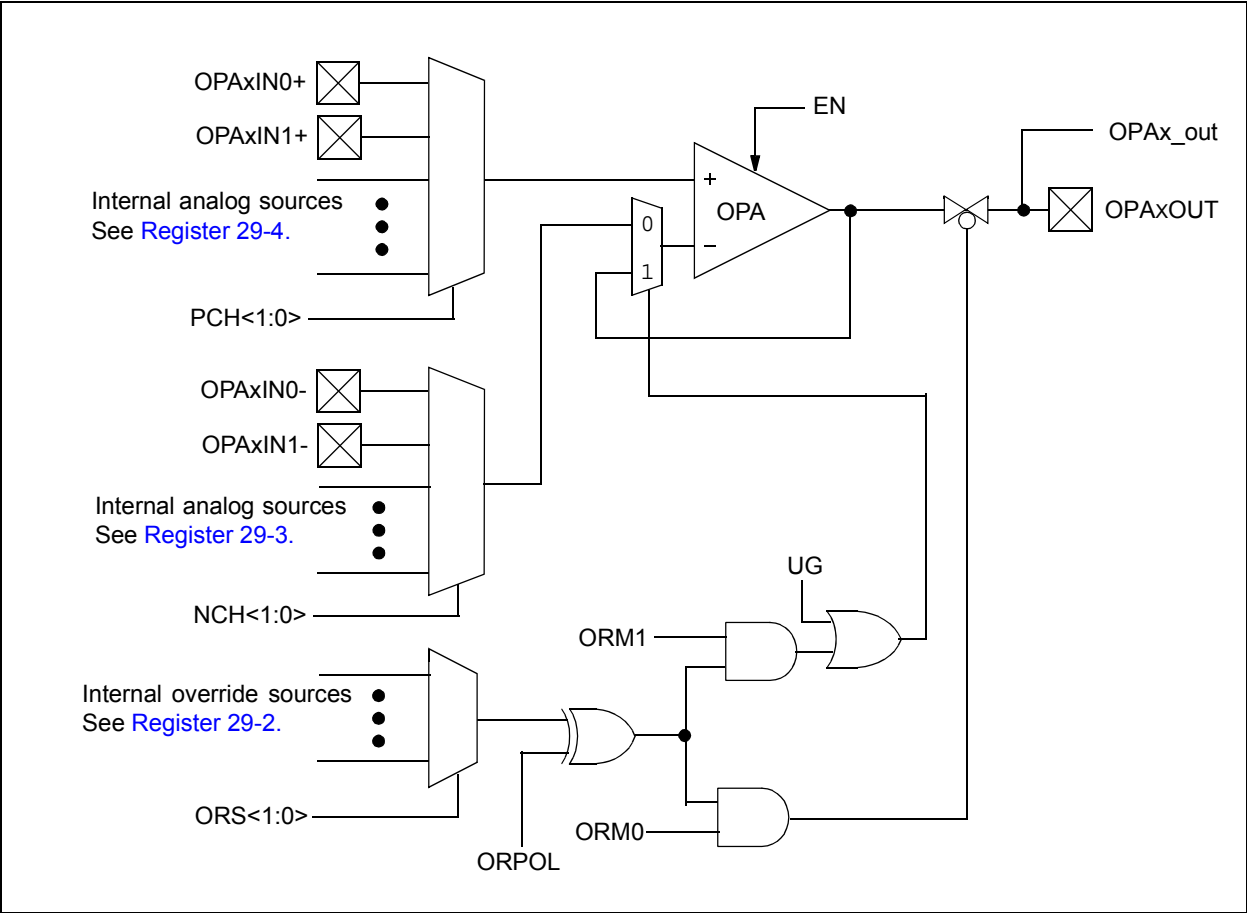 OPAxIN0+
OPAxIN1+
Internal analog sources
See Register 29-4.
PCH<1:0>
EN
+
OPA
−
0
1
OPAx_out
OPAxOUT
OPAxIN0-
OPAxIN1-
Internal analog sources
See Register 29-3.
NCH<1:0>
UG
ORM1
Internal override sources
See Register 29-2.
ORS<1:0>
ORM0
ORPOL